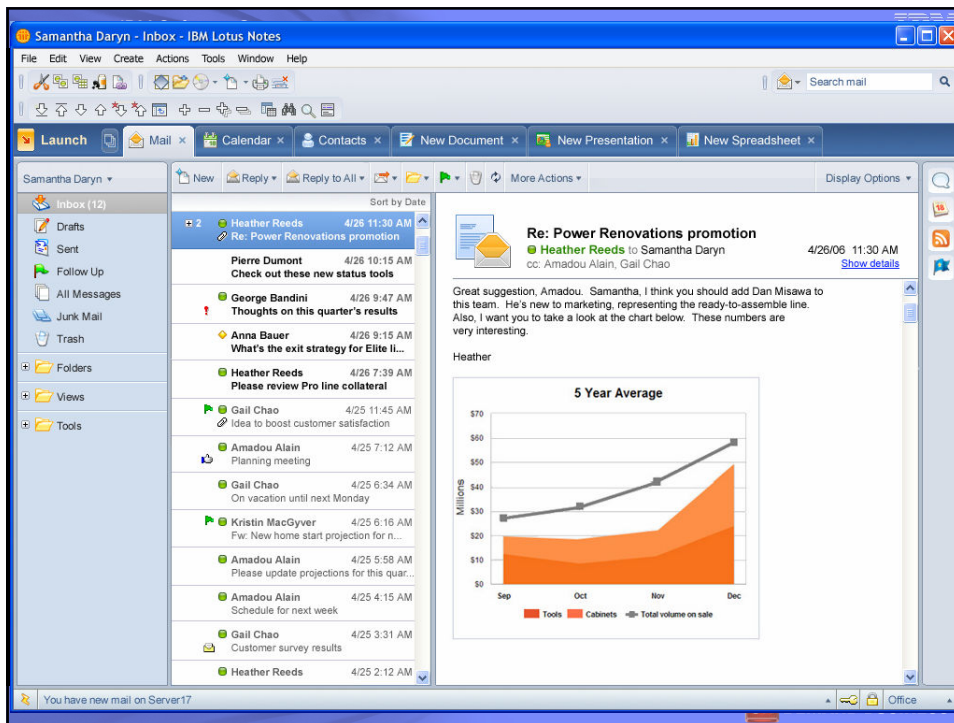 Samantha Daryn - Inbox - IBM Lotus Notes
File Edit View Create Actions Tools Window Help
Search mail
Launch Mail × Calendar × Contacts × New Document × New Presentation × New Spreadsheet ×
Samantha Daryn
New Reply Reply to All More Actions Display Options
Inbox (12)
Drafts
Sent
Follow Up
All Messages
Junk Mail
Trash
Folders
Views
Tools
Sort by Date
2 Heather Reeds 4/26 11:30 AM
Re: Power Renovations promotion
Pierre Dumont 4/26 10:15 AM
Check out these new status tools
George Bandini 4/26 9:47 AM
Thoughts on this quarter's results
Anna Bauer 4/26 9:15 AM
What's the exit strategy for Elite li...
Heather Reeds 4/26 7:39 AM
Please review Pro line collateral
Gail Chao 4/25 11:45 AM
Idea to boost customer satisfaction
Amadou Alain 4/25 7:12 AM
Planning meeting
Gail Chao 4/25 6:34 AM
On vacation until next Monday
Kristin MacGyver 4/25 6:16 AM
Fw: New home start projection for n...
Amadou Alain 4/25 5:58 AM
Please update projections for this quar...
Amadou Alain 4/25 4:15 AM
Schedule for next week
Gail Chao 4/25 3:31 AM
Customer survey results
Heather Reeds 4/25 2:12 AM
Re: Power Renovations promotion
Heather Reeds to Samantha Daryn 4/26/06 11:30 AM
cc: Amadou Alain, Gail Chao Show details
Great suggestion, Amadou. Samantha, I think you should add Dan Misawa to
this team. He's new to marketing, representing the ready-to-assemble line.
Also, I want you to take a look at the chart below. These numbers are
very interesting.
Heather
5 Year Average
Millions
$70
$60
$50
$40
$30
$20
$10
$0
Sep Oct Nov Dec
Tools Cabinets Total volume on sale
18
You have new mail on Server17
Office